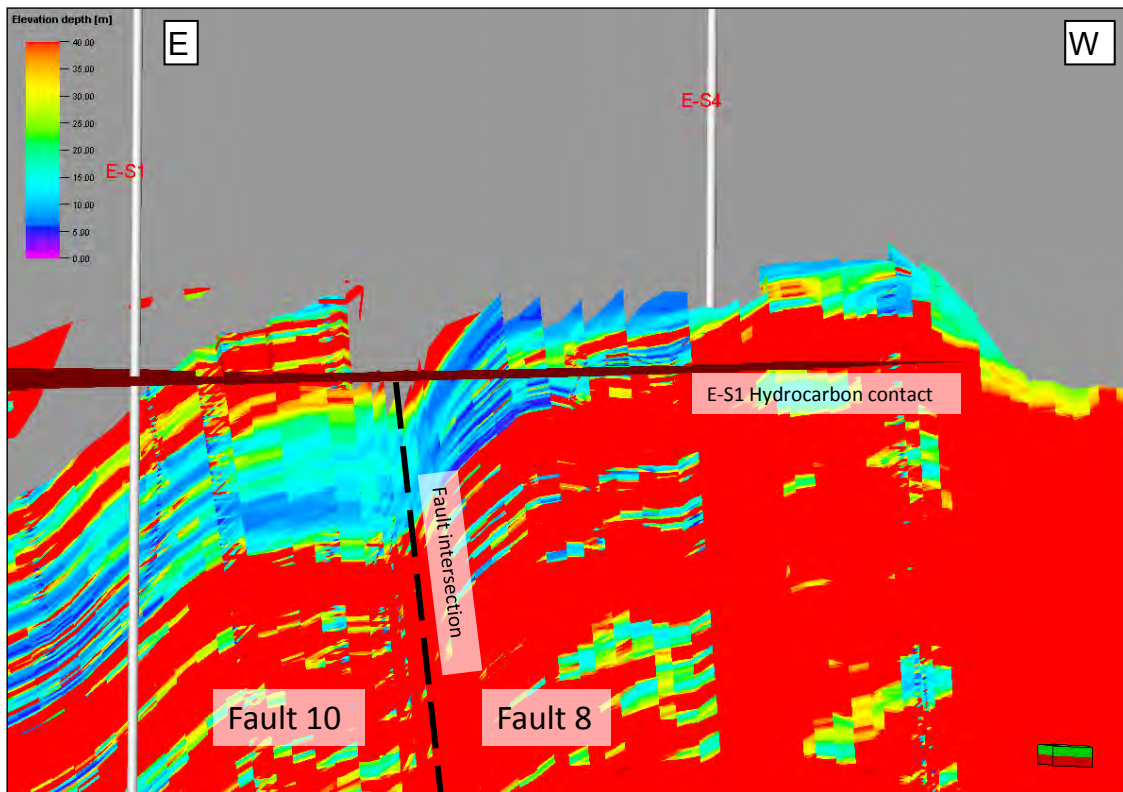 Elevation depth [m]
40.00
35.00
30.00
25.00
20.00
15.00
10.00
5.00
0.00
E
W
E-S4
E-S1
E-S1 Hydrocarbon contact
Fault intersection
Fault 10
Fault 8